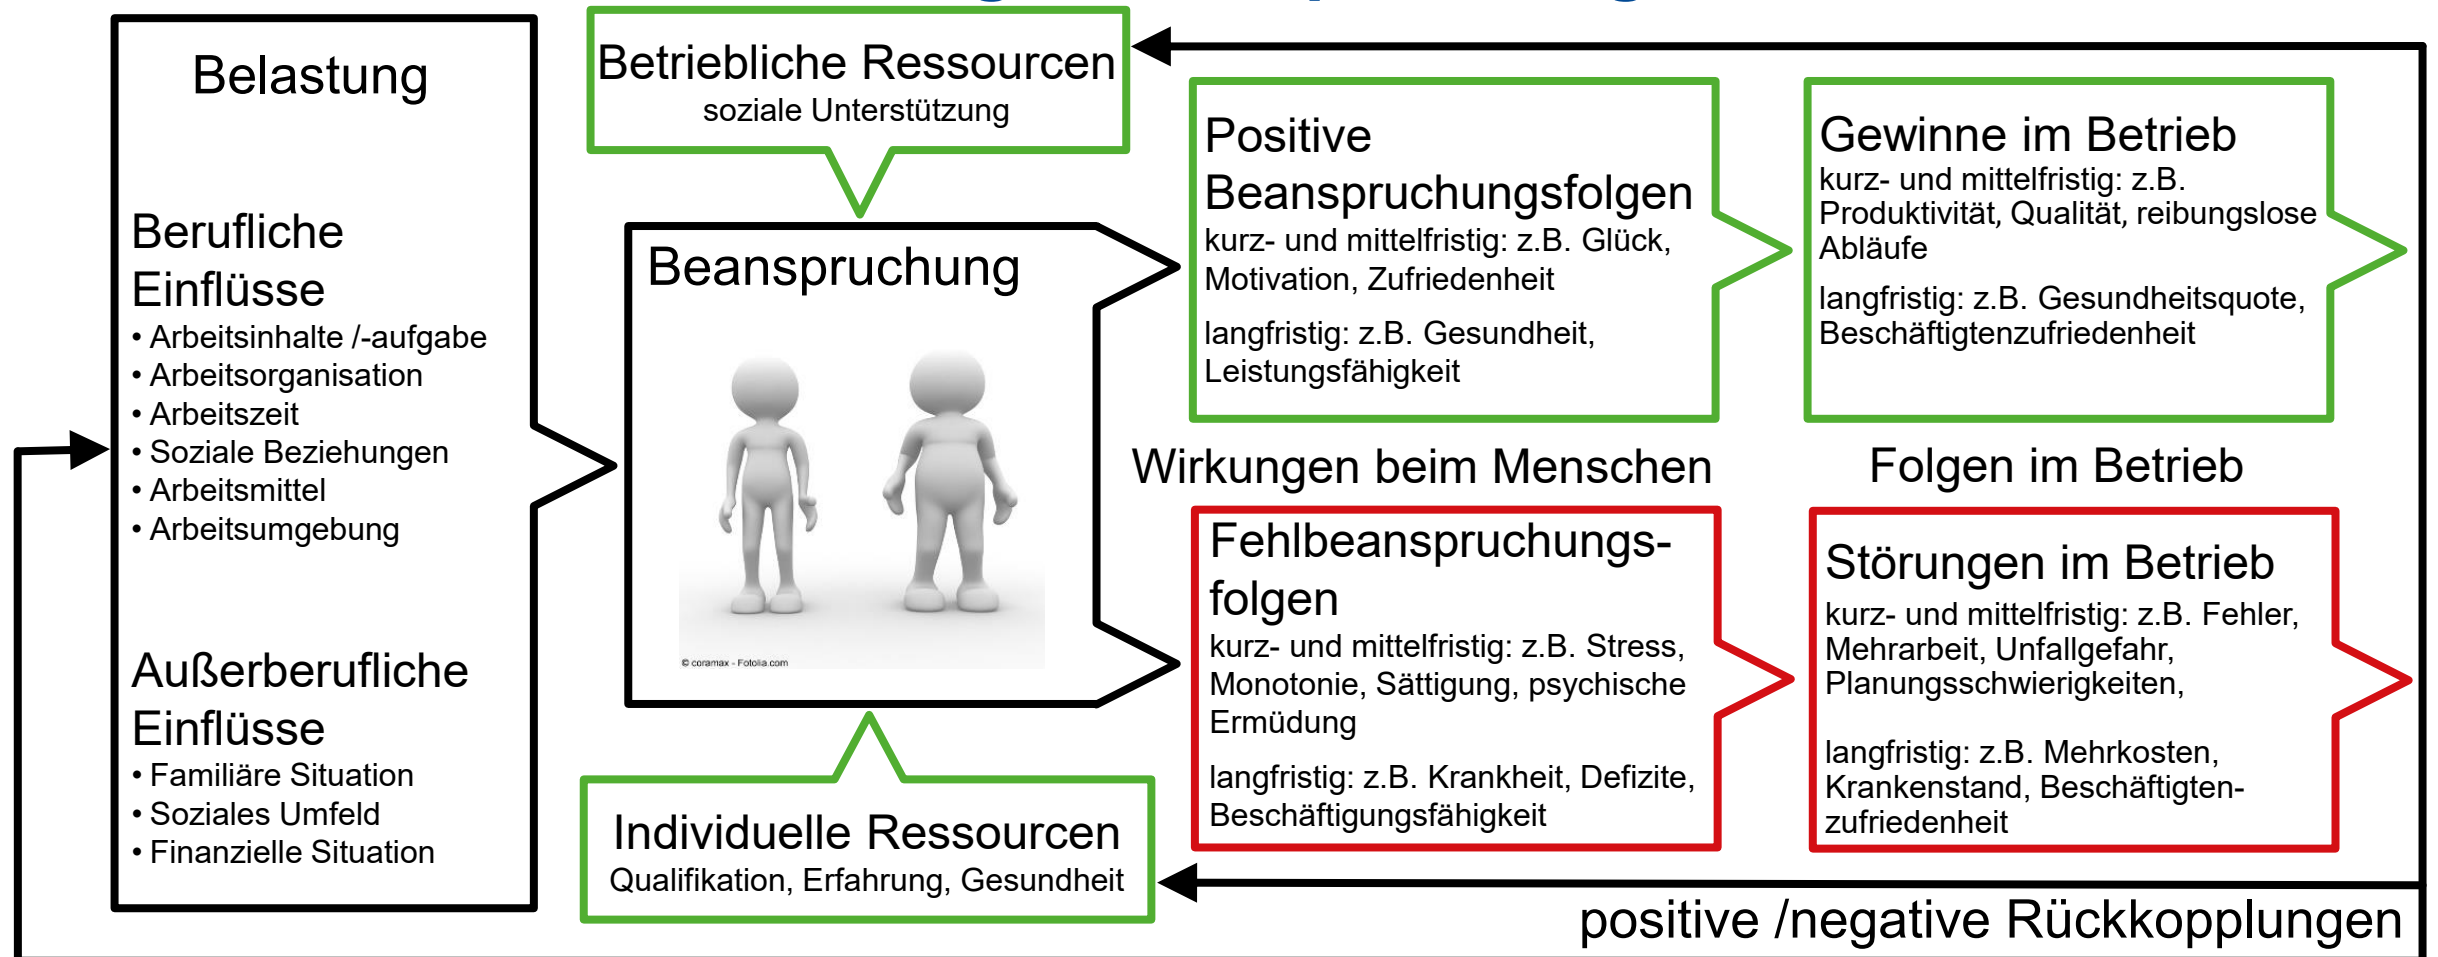 Belastung
Berufliche
Einflüsse
• Arbeitsinhalte /-aufgabe
• Arbeitsorganisation
• Arbeitszeit
• Soziale Beziehungen
• Arbeitsmittel
• Arbeitsumgebung
Außerberufliche
Einflüsse
• Familiäre Situation
• Soziales Umfeld
• Finanzielle Situation
Betriebliche Ressourcen
soziale Unterstützung
Beanspruchung
© coramax - Fotolia.com
Individuelle Ressourcen
Qualifikation, Erfahrung, Gesundheit
Positive
Beanspruchungsfolgen
kurz- und mittelfristig: z.B. Glück,
Motivation, Zufriedenheit
langfristig: z.B. Gesundheit,
Leistungsfähigkeit
Wirkungen beim Menschen
Fehlbeanspruchungs-
folgen
kurz- und mittelfristig: z.B. Stress,
Monotonie, Sättigung, psychische
Ermüdung
langfristig: z.B. Krankheit, Defizite,
Beschäftigungsfähigkeit
Gewinne im Betrieb
kurz- und mittelfristig: z.B.
Produktivität, Qualität, reibungslose
Abläufe
langfristig: z.B. Gesundheitsquote,
Beschäftigtenzufriedenheit
Folgen im Betrieb
Störungen im Betrieb
kurz- und mittelfristig: z.B. Fehler,
Mehrarbeit, Unfallgefahr,
Planungsschwierigkeiten,
langfristig: z.B. Mehrkosten,
Krankenstand, Beschäftigten-
zufriedenheit
positive /negative Rückkopplungen